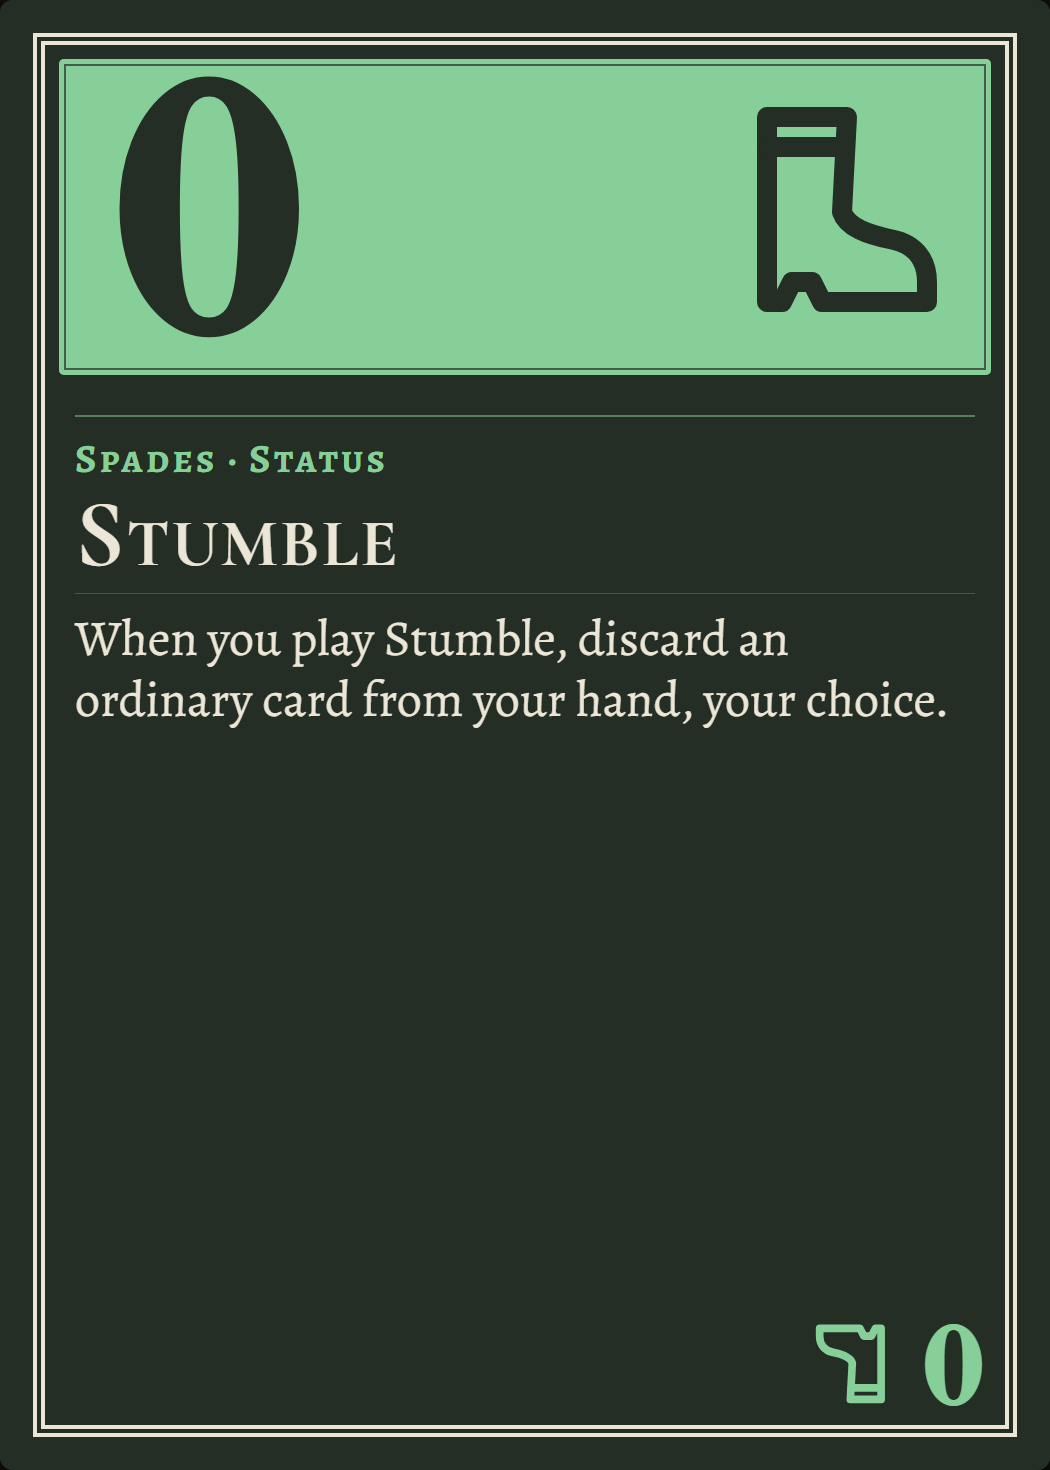 0
Spades · Status
Stumble
When you play Stumble, discard an
ordinary card from your hand, your choice.
0